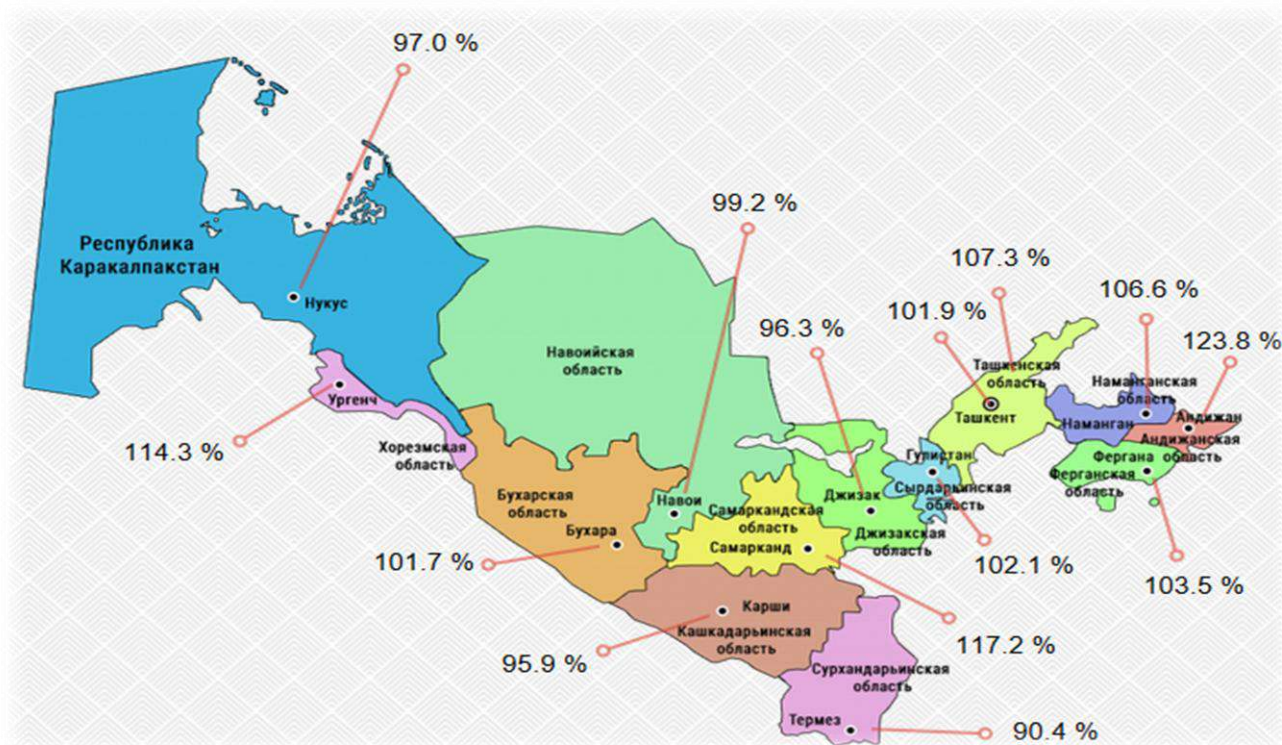 97.0 %
99.2 %
Республика
Каракалпакстан
107.3 %
106.6 %
Нукус
101.9 %
96.3 %
123.8 %
Навоийская
область
Ташкенская
область
Наманганская
область
Ургенч
Ташкент
Наманган
Андижан
114.3 %
Хорезмская
область
Андижанская
область
Гулистан
Фергана
Ферганская
область
Бухарская
область
Навои
Джизак
Сырдарьинская
область
Самаркандская
область
Бухара
Самарканд
Джизакская
область
101.7 %
102.1 %
103.5 %
Карши
Кашкадарьинская
область
117.2 %
95.9 %
Сурхандарьинская
область
Термез
90.4 %